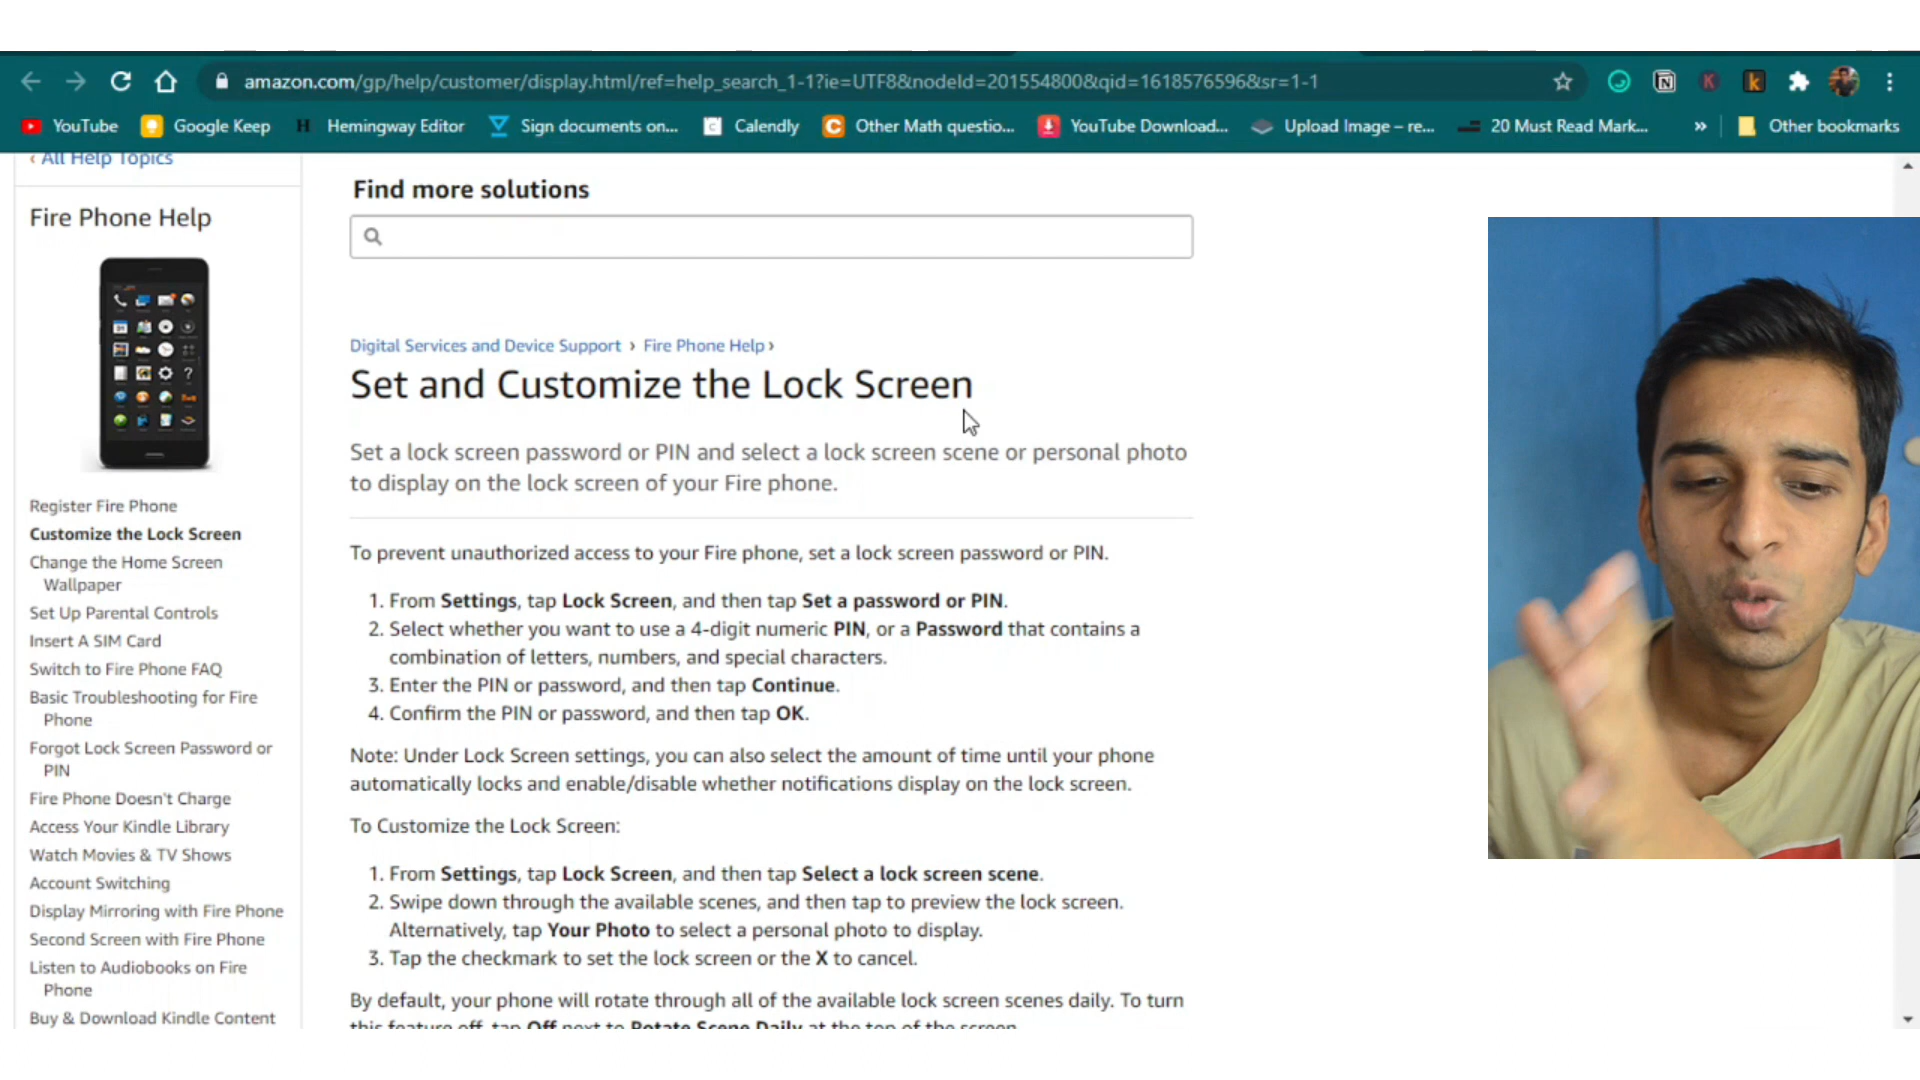 amazon.com/gp/help/customer/display.html/ref=help_search_1-1?ie=UTF8&nodeId=201554800&qid=1618576596&sr=1-1
YouTube Google Keep Hemingway Editor Sign documents on... Calendly Other Math questio... YouTube Download... Upload Image – re... 20 Must Read Mark... » Other bookmarks
‹ All Help Topics
Fire Phone Help
Register Fire Phone
Customize the Lock Screen
Change the Home Screen
Wallpaper
Set Up Parental Controls
Insert A SIM Card
Switch to Fire Phone FAQ
Basic Troubleshooting for Fire
Phone
Forgot Lock Screen Password or
PIN
Fire Phone Doesn't Charge
Access Your Kindle Library
Watch Movies & TV Shows
Account Switching
Display Mirroring with Fire Phone
Second Screen with Fire Phone
Listen to Audiobooks on Fire
Phone
Buy & Download Kindle Content
Find more solutions
Digital Services and Device Support › Fire Phone Help ›
Set and Customize the Lock Screen
Set a lock screen password or PIN and select a lock screen scene or personal photo
to display on the lock screen of your Fire phone.
To prevent unauthorized access to your Fire phone, set a lock screen password or PIN.
1. From Settings, tap Lock Screen, and then tap Set a password or PIN.
2. Select whether you want to use a 4-digit numeric PIN, or a Password that contains a
combination of letters, numbers, and special characters.
3. Enter the PIN or password, and then tap Continue.
4. Confirm the PIN or password, and then tap OK.
Note: Under Lock Screen settings, you can also select the amount of time until your phone
automatically locks and enable/disable whether notifications display on the lock screen.
To Customize the Lock Screen:
1. From Settings, tap Lock Screen, and then tap Select a lock screen scene.
2. Swipe down through the available scenes, and then tap to preview the lock screen.
Alternatively, tap Your Photo to select a personal photo to display.
3. Tap the checkmark to set the lock screen or the X to cancel.
By default, your phone will rotate through all of the available lock screen scenes daily. To turn
this feature off, tap Off next to Rotate Scene Daily at the top of the screen.